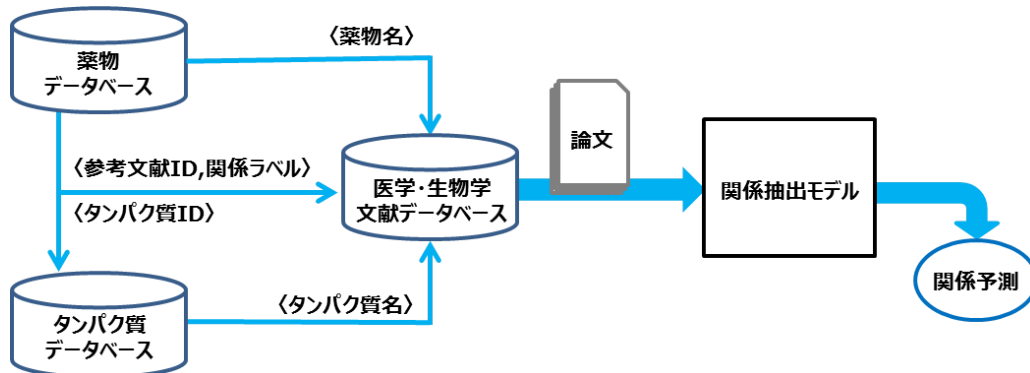 〈薬物名〉
薬物
データベース
論文
〈参考文献ID,関係ラベル〉
医学・生物学
文献データベース
関係抽出モデル
〈タンパク質ID〉
関係予測
〈タンパク質名〉
タンパク質
データベース